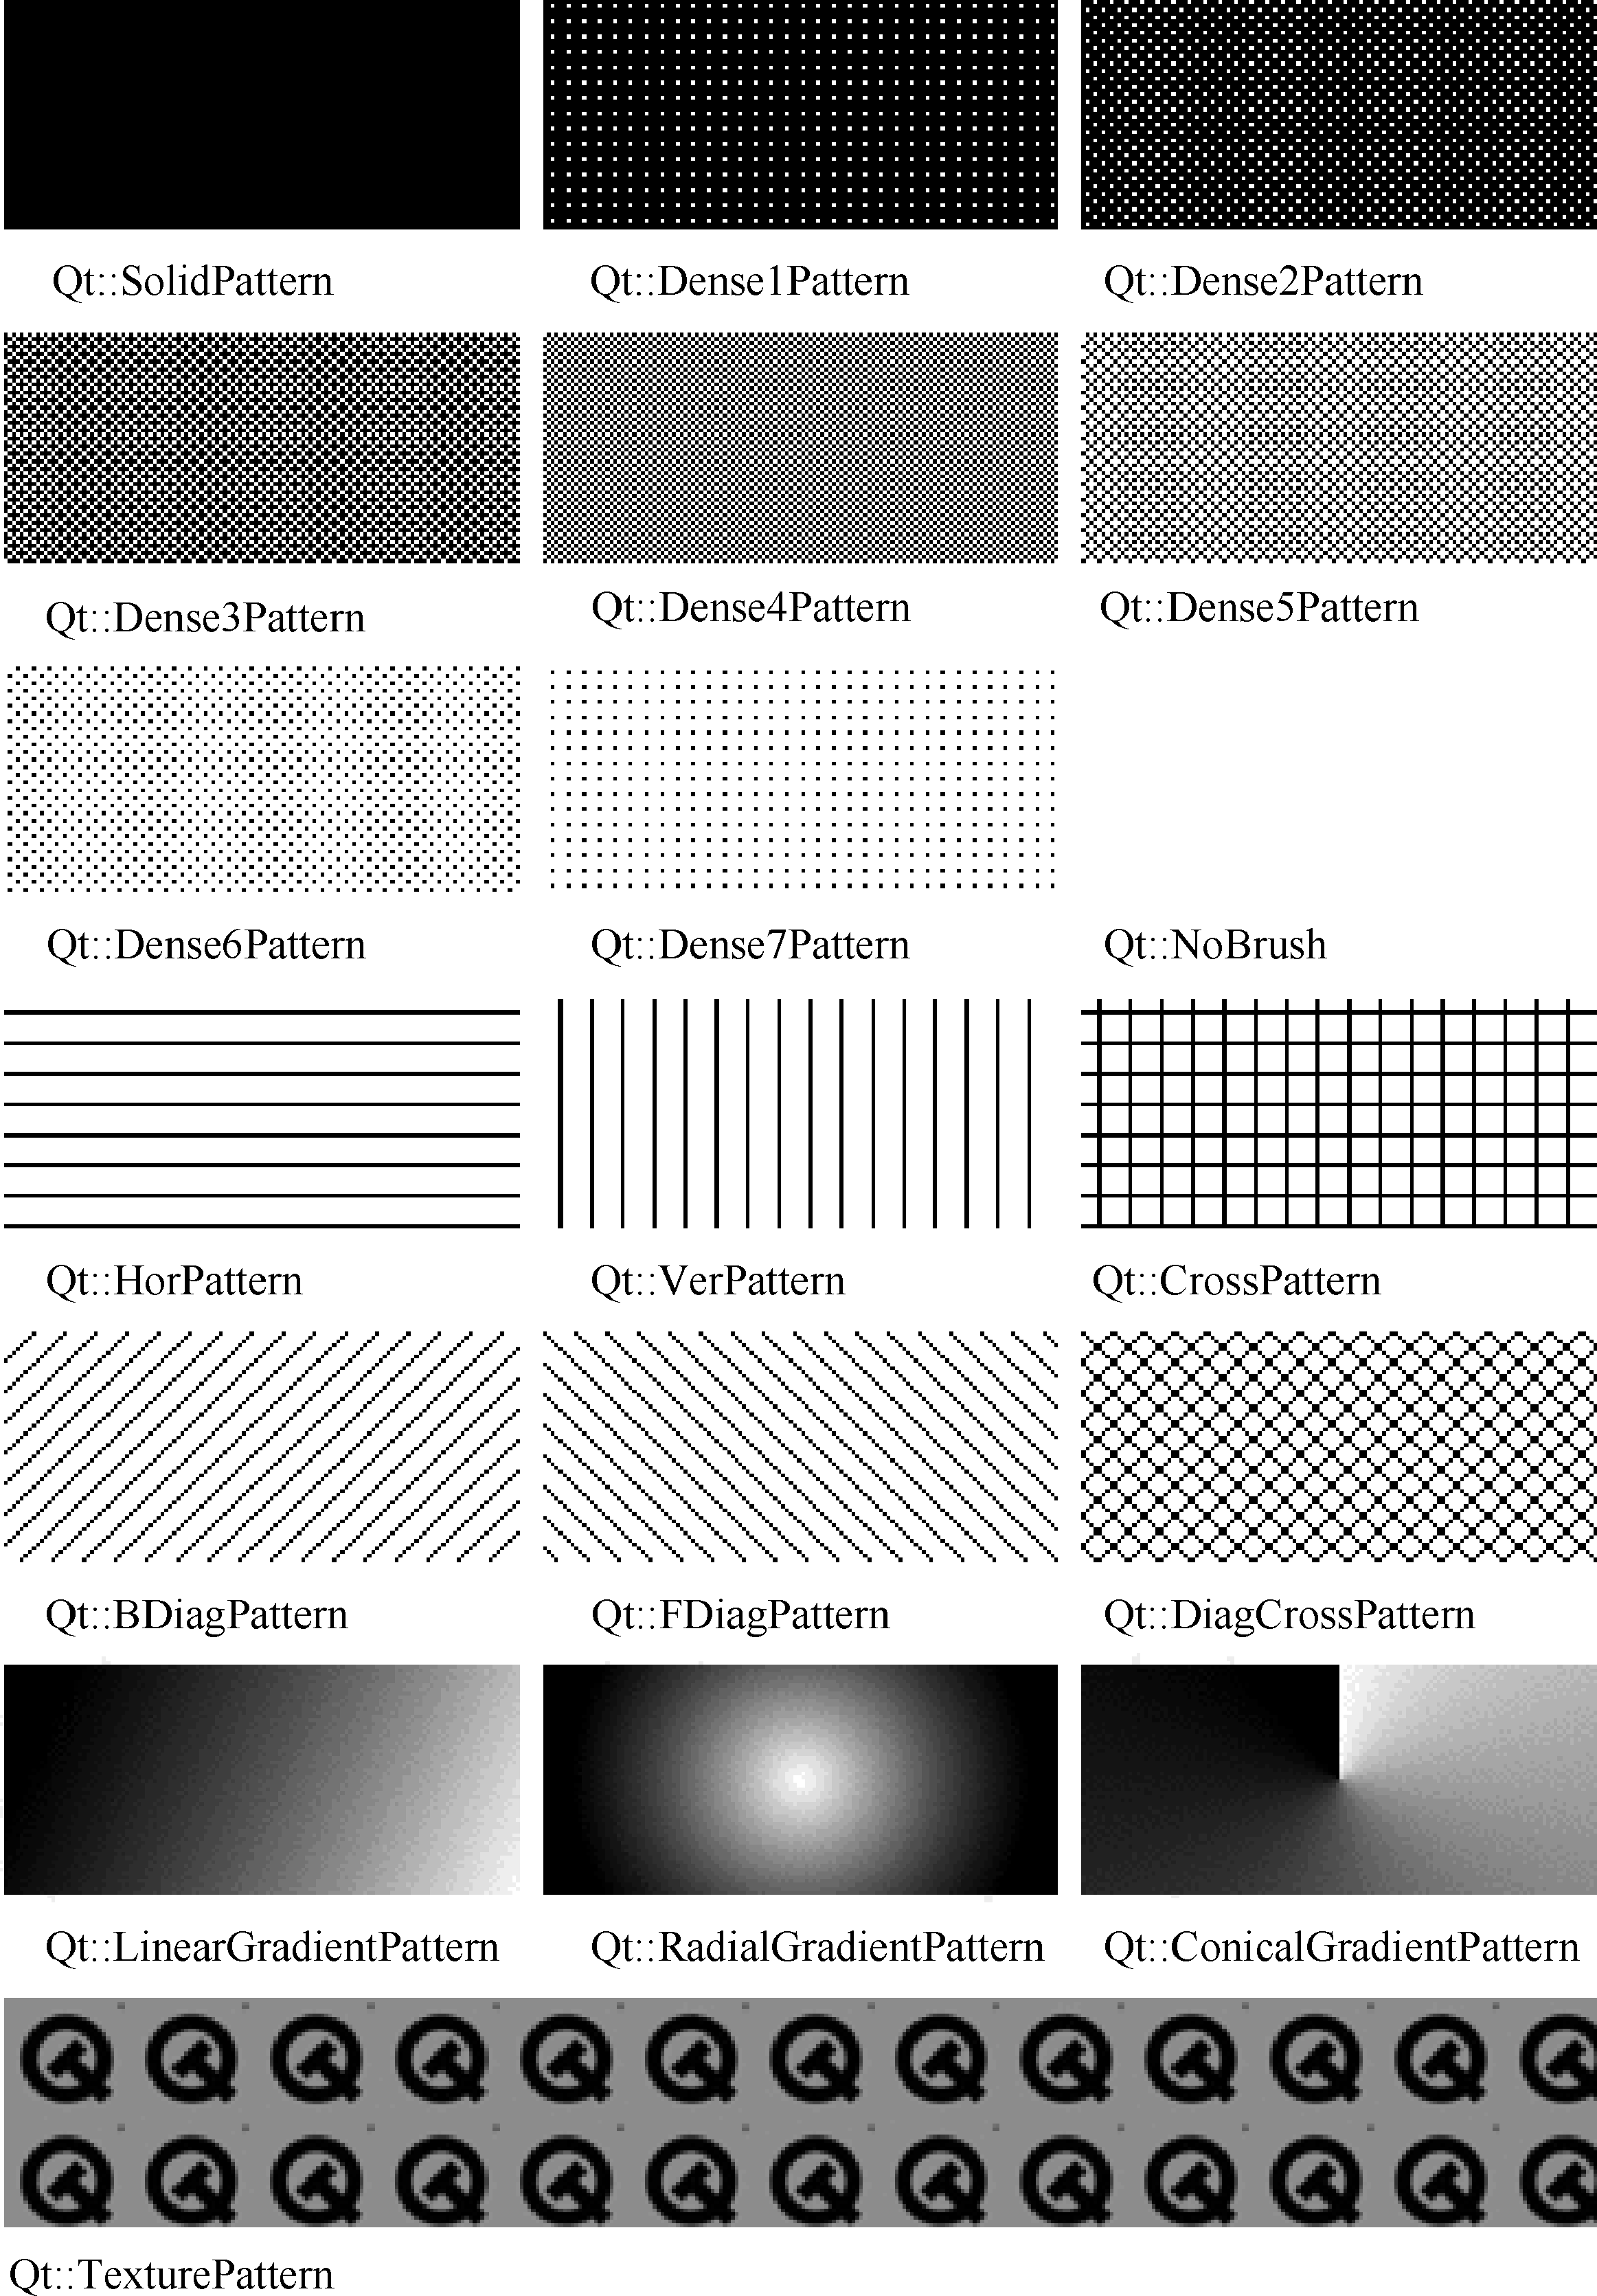 Qt::SolidPattern
Qt::Dense1Pattern
Qt::Dense2Pattern
Qt::Dense3Pattern
Qt::Dense4Pattern
Qt::Dense5Pattern
Qt::Dense6Pattern
Qt::Dense7Pattern
Qt::NoBrush
Qt::HorPattern
Qt::VerPattern
Qt::CrossPattern
Qt::BDiagPattern
Qt::FDiagPattern
Qt::DiagCrossPattern
Qt::LinearGradientPattern
Qt::RadialGradientPattern
Qt::ConicalGradientPattern
Qt::TexturePattern